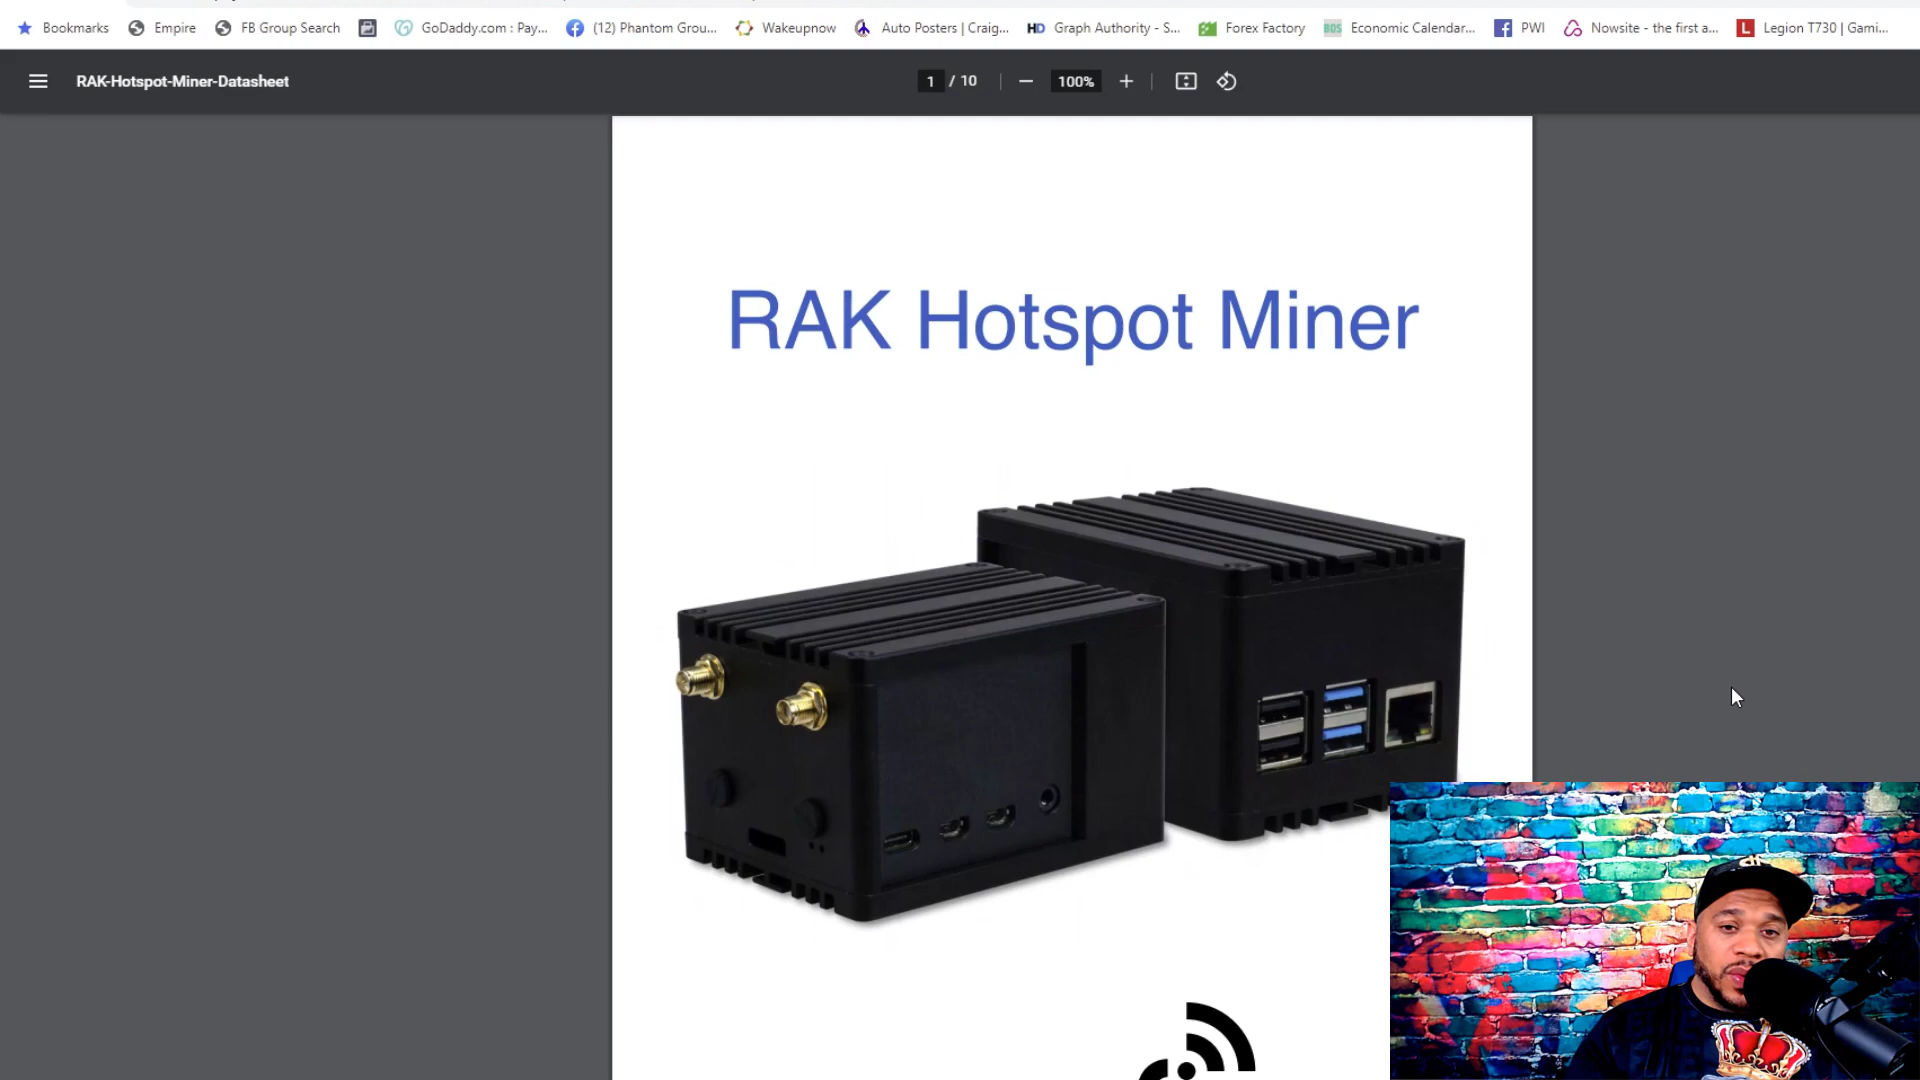 Bookmarks Empire FB Group Search GoDaddy.com : Pay... (12) Phantom Grou... Wakeupnow Auto Posters | Craig... HD Graph Authority - S... Forex Factory BDS Economic Calendar... PWI Nowsite - the first a... L Legion T730 | Gami...
RAK-Hotspot-Miner-Datasheet 1 / 10 100%
RAK Hotspot Miner